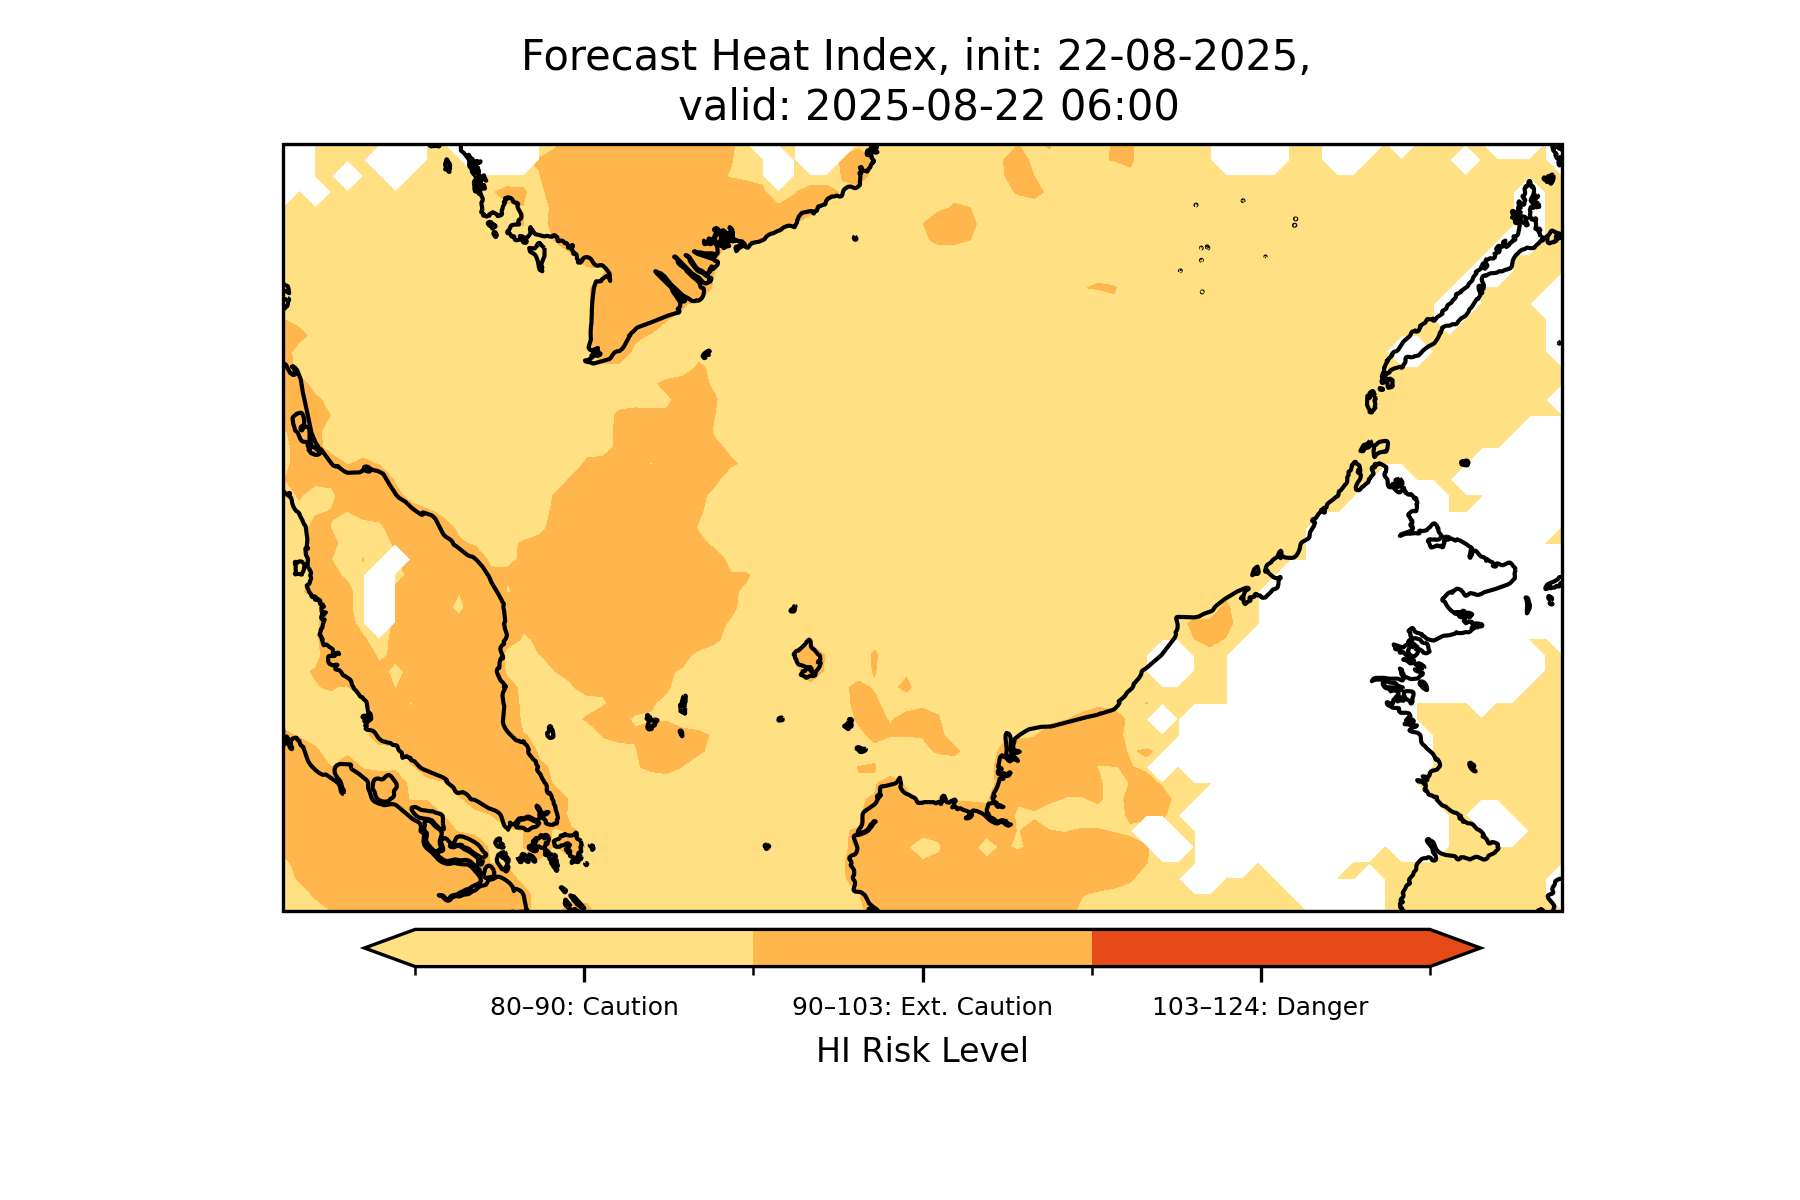 Forecast Heat Index, init: 22-08-2025,
valid: 2025-08-22 06:00
80–90: Caution
90–103: Ext. Caution
103–124: Danger
HI Risk Level